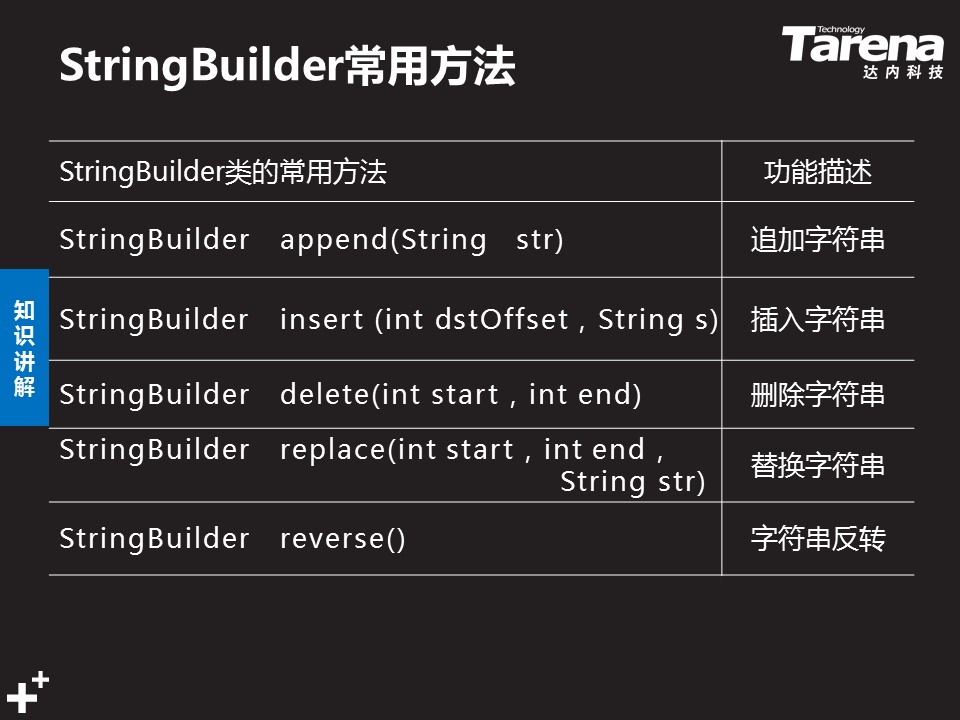 StringBuilder常用方法
Technology
Tarena
达内科技
StringBuilder类的常用方法 功能描述
StringBuilder append(String str) 追加字符串
StringBuilder insert (int dstOffset , String s) 插入字符串
StringBuilder delete(int start , int end) 删除字符串
StringBuilder replace(int start , int end ,
String str) 替换字符串
StringBuilder reverse() 字符串反转
知识讲解